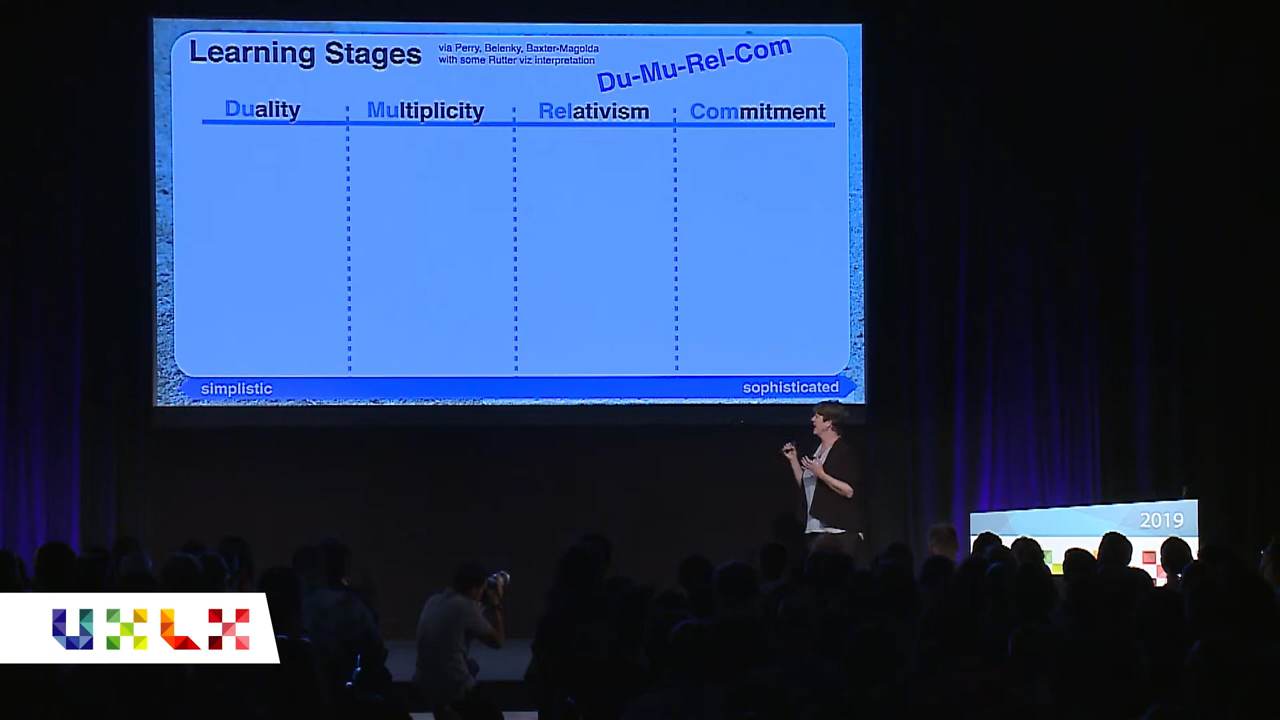 Learning Stages
via Perry, Belenky, Baxter-Magolda
with some Rutter viz interpretation
Du-Mu-Rel-Com
Duality Multiplicity Relativism Commitment
simplistic sophisticated
2019
UXLX